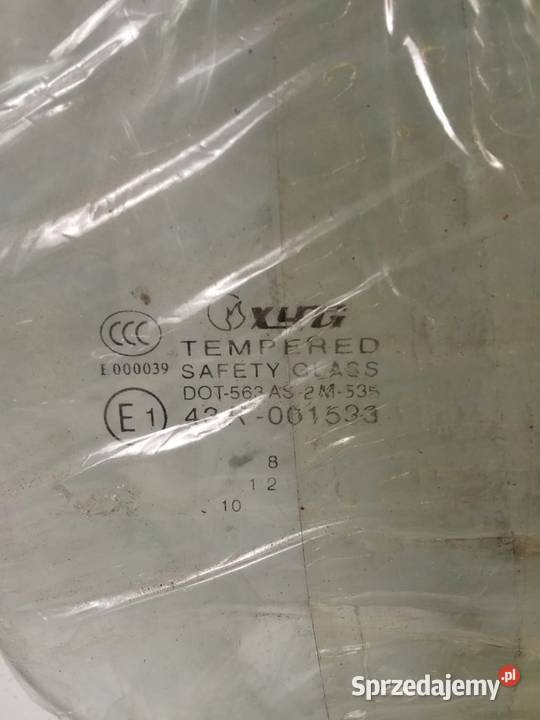 CCC
E000039
XYG
TEMPERED
SAFETY GLASS
DOT-563 AS-2 M-535
E1
43R-001533
8
1 2
10
Sprzedajemy.pl